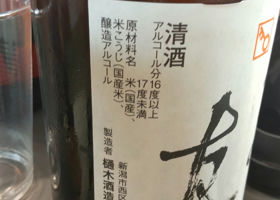 清酒
アルコール分16度以上
17度未満
原材料名 米(国産)、
米こうじ(国産米)、
醸造アルコール
製造者
新潟市西区
樋木酒造